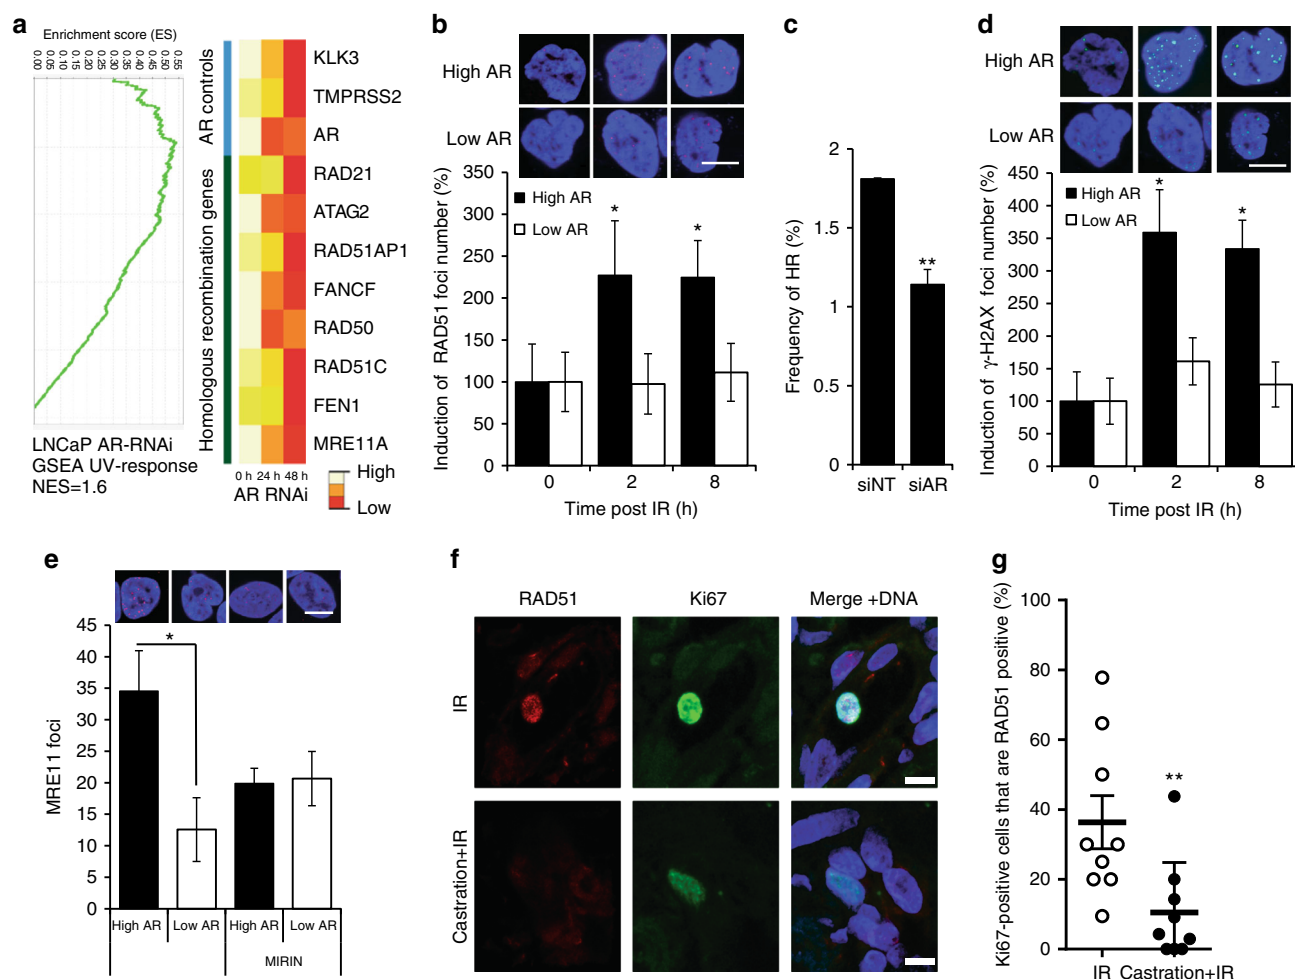 a
Enrichment score (ES)
0.00 0.05 0.10 0.15 0.20 0.25 0.30 0.35 0.40 0.45 0.50 0.55
LNCaP AR-RNAi
GSEA UV-response
NES=1.6
AR controls
Homologous recombination genes
KLK3
TMPRSS2
AR
RAD21
ATAG2
RAD51AP1
FANCF
RAD50
RAD51C
FEN1
MRE11A
0 h 24 h 48 h
AR RNAi
High
Low
b
High AR
Low AR
Induction of RAD51 foci number (%)
350
300
250
200
150
100
50
0
High AR
Low AR
*
*
0 2 8
Time post IR (h)
c
Frequency of HR (%)
2
1.5
1
0.5
0
**
siNT siAR
d
High AR
Low AR
Induction of γ-H2AX foci number (%)
450
400
350
300
250
200
150
100
50
0
High AR
Low AR
*
*
0 2 8
Time post IR (h)
e
MRE11 foci
45
40
35
30
25
20
15
10
5
0
*
High AR Low AR High AR Low AR
MIRIN
f
RAD51 Ki67 Merge +DNA
IR
Castration+IR
g
Ki67-positive cells that are RAD51 positive (%)
100
80
60
40
20
0
**
IR Castration+IR